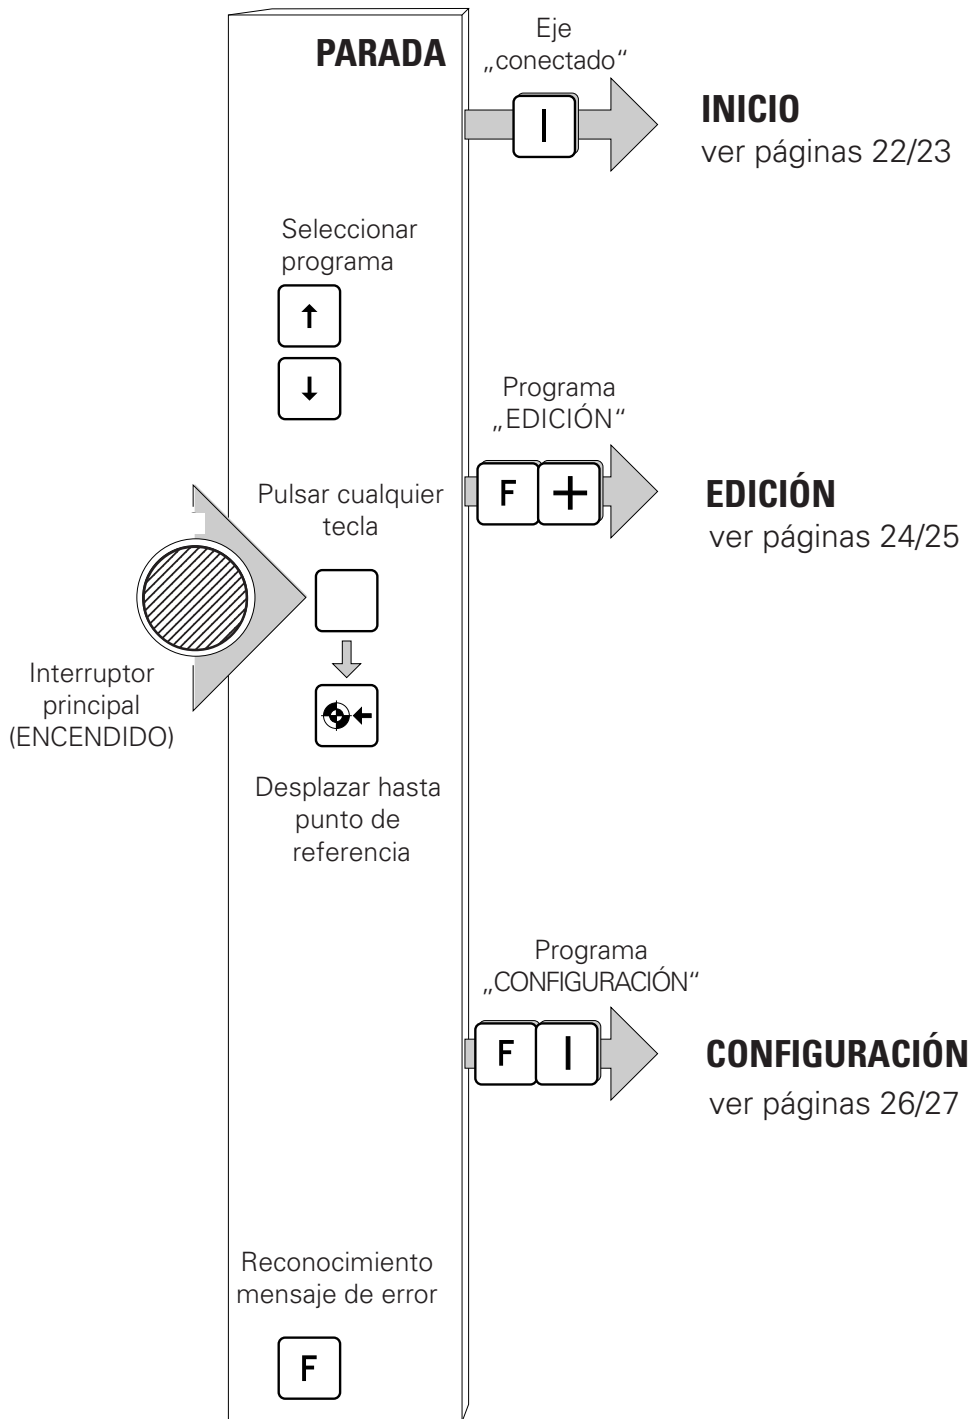 PARADA
Eje
„conectado“
I
INICIO
ver páginas 22/23
Seleccionar
programa
↑
↓
Programa
„EDICIÓN“
F +
EDICIÓN
ver páginas 24/25
Pulsar cualquier
tecla
Interruptor
principal
(ENCENDIDO)
Desplazar hasta
punto de
referencia
Programa
„CONFIGURACIÓN“
F I
CONFIGURACIÓN
ver páginas 26/27
Reconocimiento
mensaje de error
F